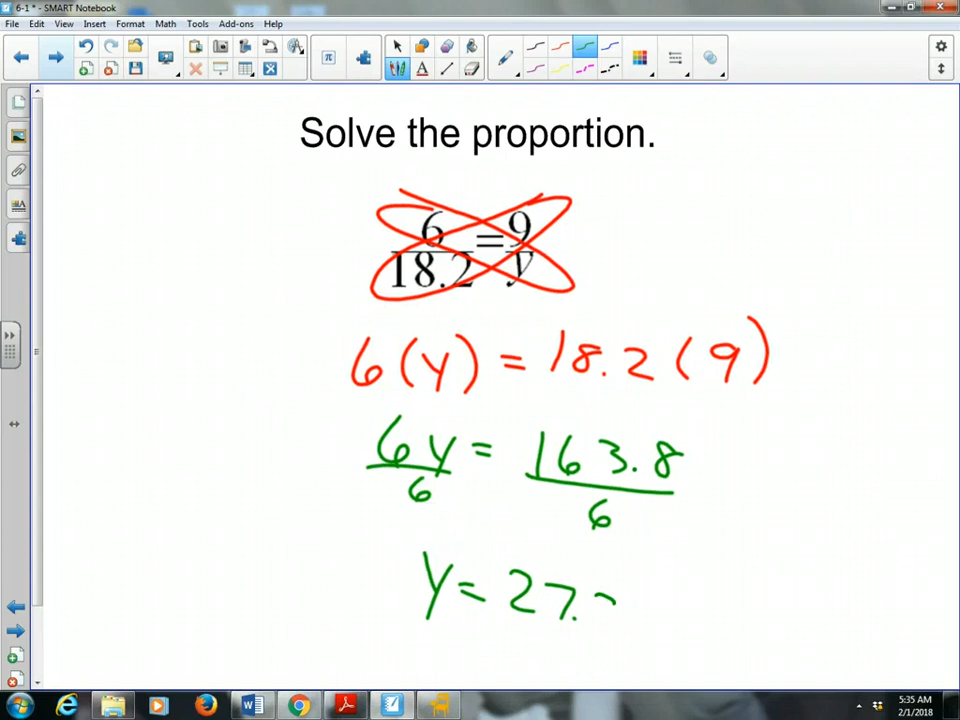 6-1 * - SMART Notebook
File Edit View Insert Format Math Tools Add-ons Help
Solve the proportion.
6/18.2 = 9/y
6(y) = 18.2(9)
6y/6 = 163.8/6
y = 27.
5:35 AM
2/1/2018